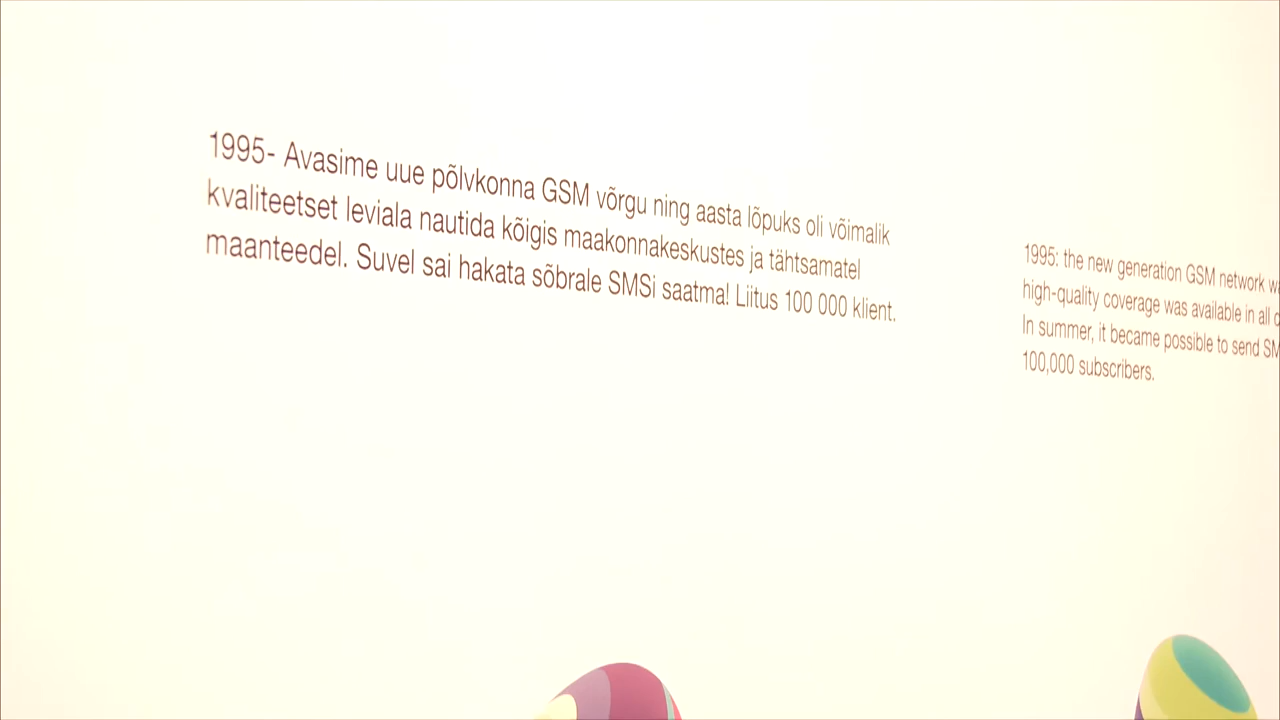 1995- Avasime uue põlvkonna GSM võrgu ning aasta lõpuks oli võimalik
kvaliteetset leviala nautida kõigis maakonnakeskustes ja tähtsamatel
maanteedel. Suvel sai hakata sõbrale SMSi saatma! Liitus 100 000 klient.
1995: the new generation GSM network
high-quality coverage was available in all
In summer, it became possible to send
100,000 subscribers.